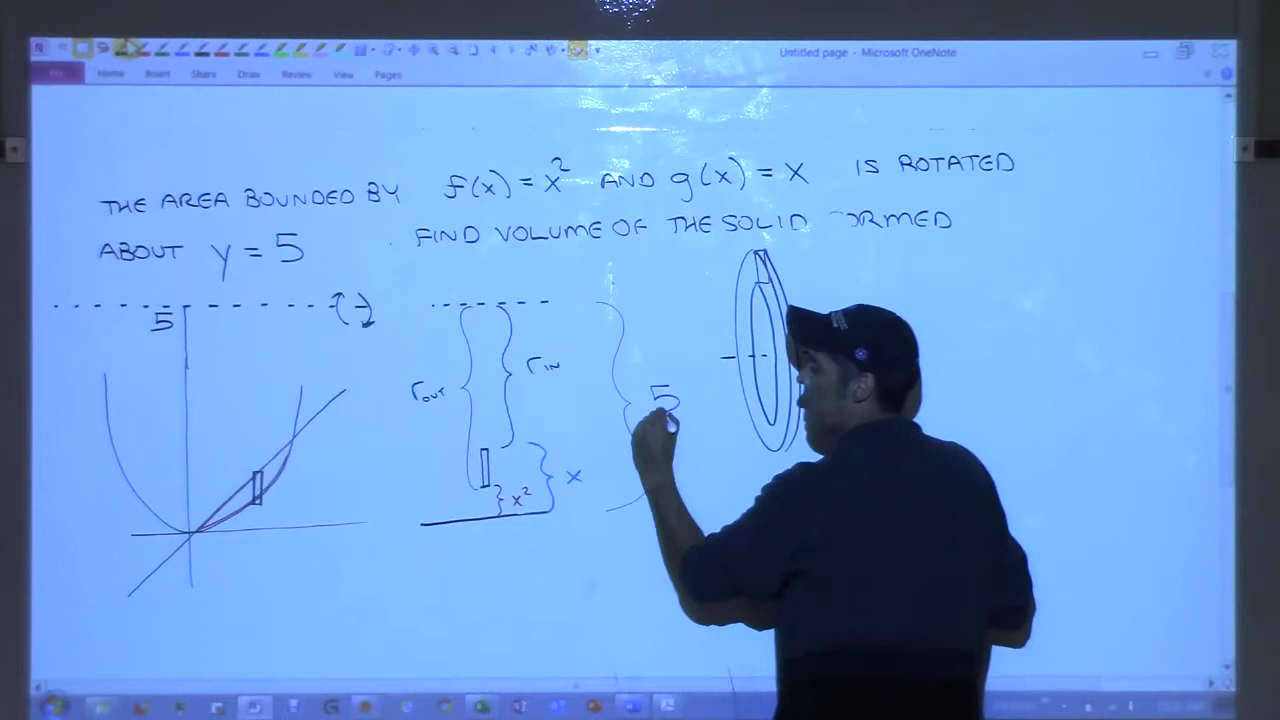 Untitled page - Microsoft OneNote
Home Insert Share Draw Review View Pages
THE AREA BOUNDED BY f(x) = x² AND g(x) = x IS ROTATED
ABOUT y = 5 . FIND VOLUME OF THE SOLID ORMED
5
r OUT
r IN
5
x²
x